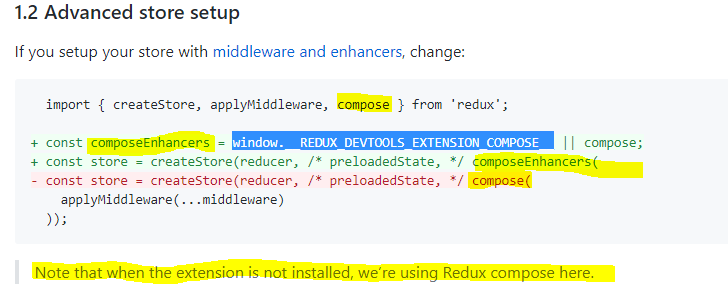 1.2 Advanced store setup
If you setup your store with middleware and enhancers, change:
import { createStore, applyMiddleware, compose } from 'redux';
+ const composeEnhancers = window.__REDUX_DEVTOOLS_EXTENSION_COMPOSE__ || compose;
+ const store = createStore(reducer, /* preloadedState, */ composeEnhancers(
- const store = createStore(reducer, /* preloadedState, */ compose(
applyMiddleware(...middleware)
));
Note that when the extension is not installed, we’re using Redux compose here.